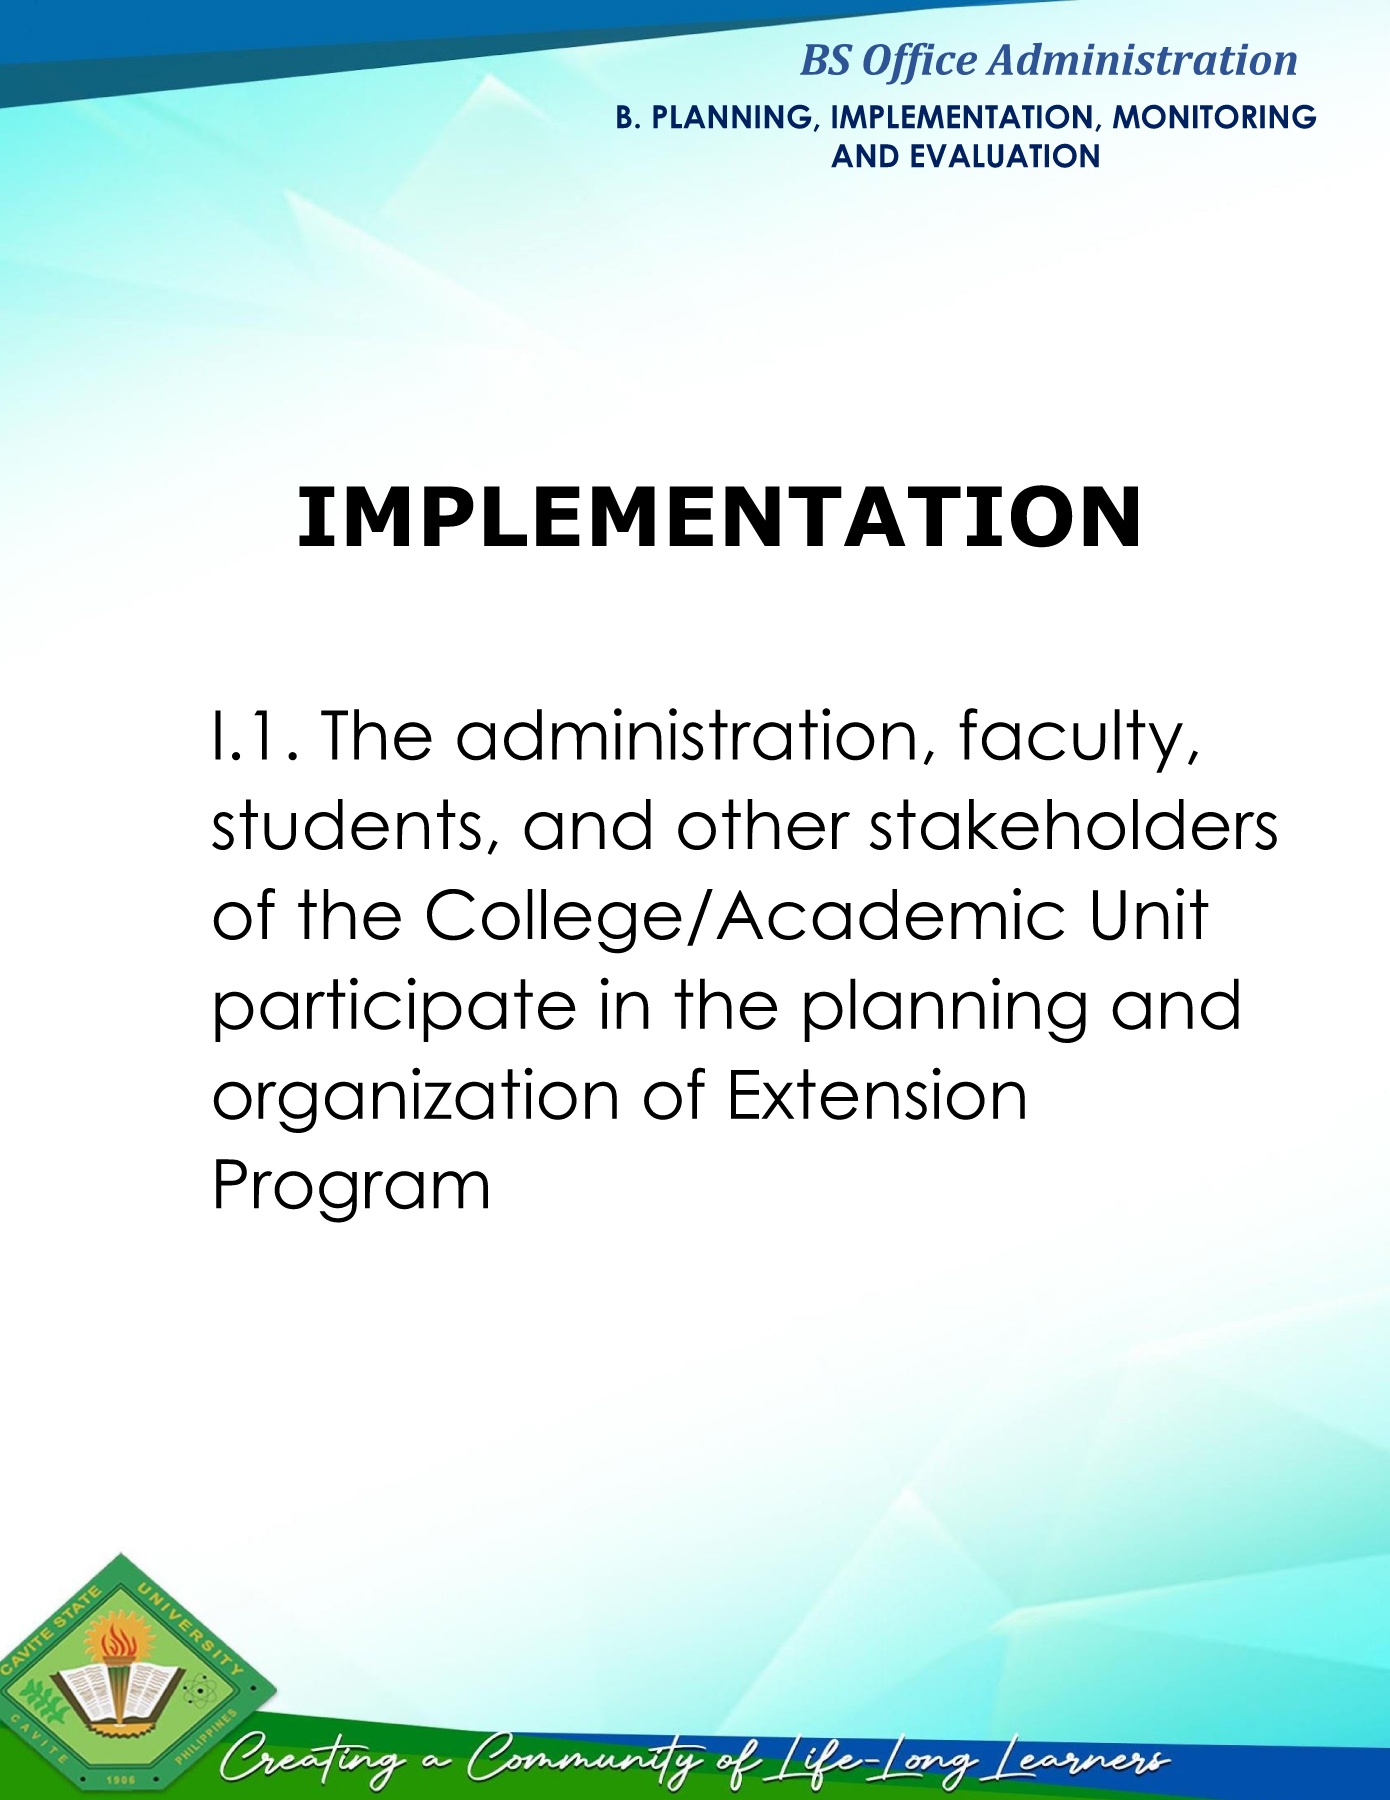 BS Office Administration
B. PLANNING, IMPLEMENTATION, MONITORING
AND EVALUATION
IMPLEMENTATION
I.1. The administration, faculty,
students, and other stakeholders
of the College/Academic Unit
participate in the planning and
organization of Extension
Program
CAVITE STATE UNIVERSITY
CAVITE PHILIPPINES
1906
Creating a Community of Life-Long Learners